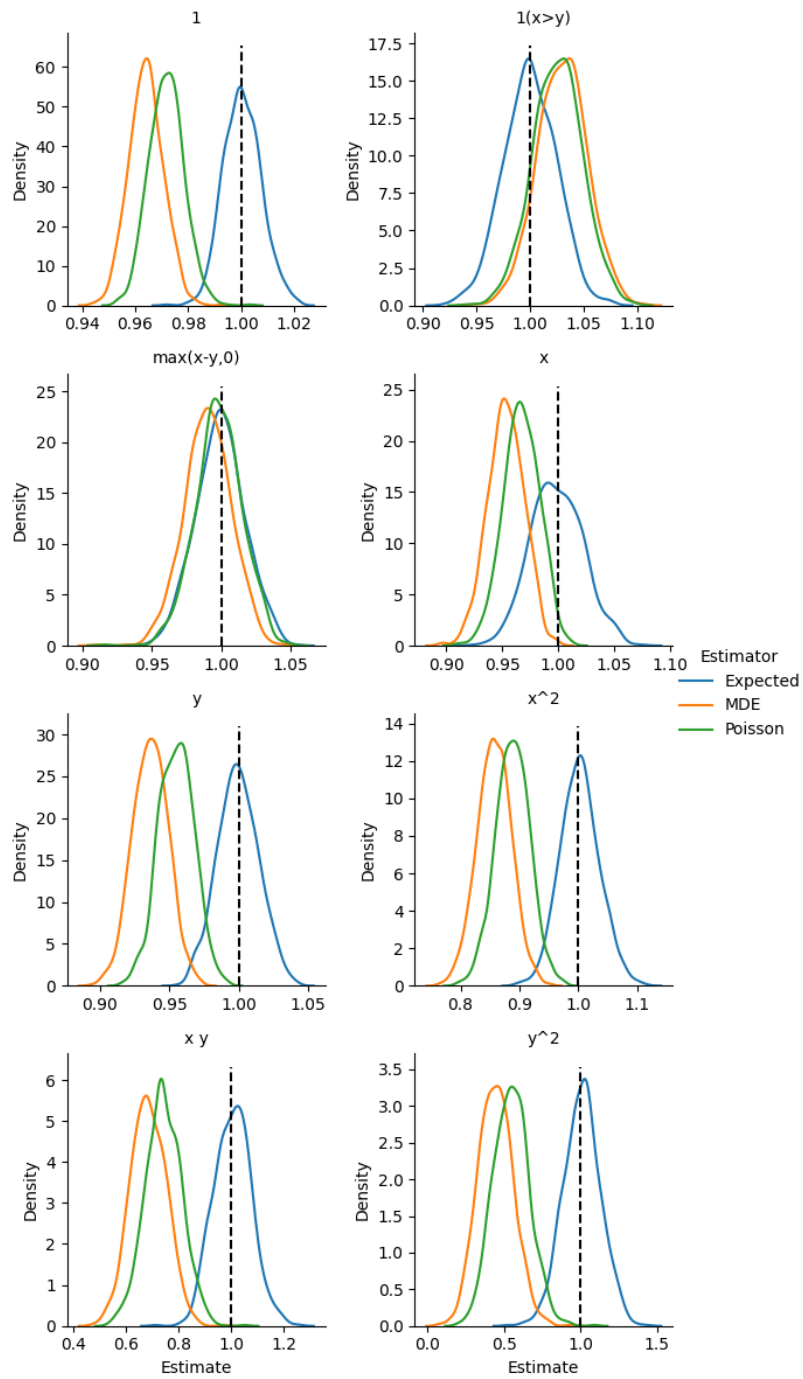 1
1(x>y)
Density
60
50
40
30
20
10
0
0.94 0.96 0.98 1.00 1.02
Density
17.5
15.0
12.5
10.0
7.5
5.0
2.5
0.0
0.90 0.95 1.00 1.05 1.10
max(x-y,0)
x
Density
25
20
15
10
5
0
0.90 0.95 1.00 1.05
Density
25
20
15
10
5
0
0.90 0.95 1.00 1.05 1.10
Estimator
Expected
MDE
Poisson
y
x^2
Density
30
25
20
15
10
5
0
0.90 0.95 1.00 1.05
Density
14
12
10
8
6
4
2
0
0.8 0.9 1.0 1.1
x y
y^2
Density
6
5
4
3
2
1
0
0.4 0.6 0.8 1.0 1.2
Estimate
Density
3.5
3.0
2.5
2.0
1.5
1.0
0.5
0.0
0.0 0.5 1.0 1.5
Estimate